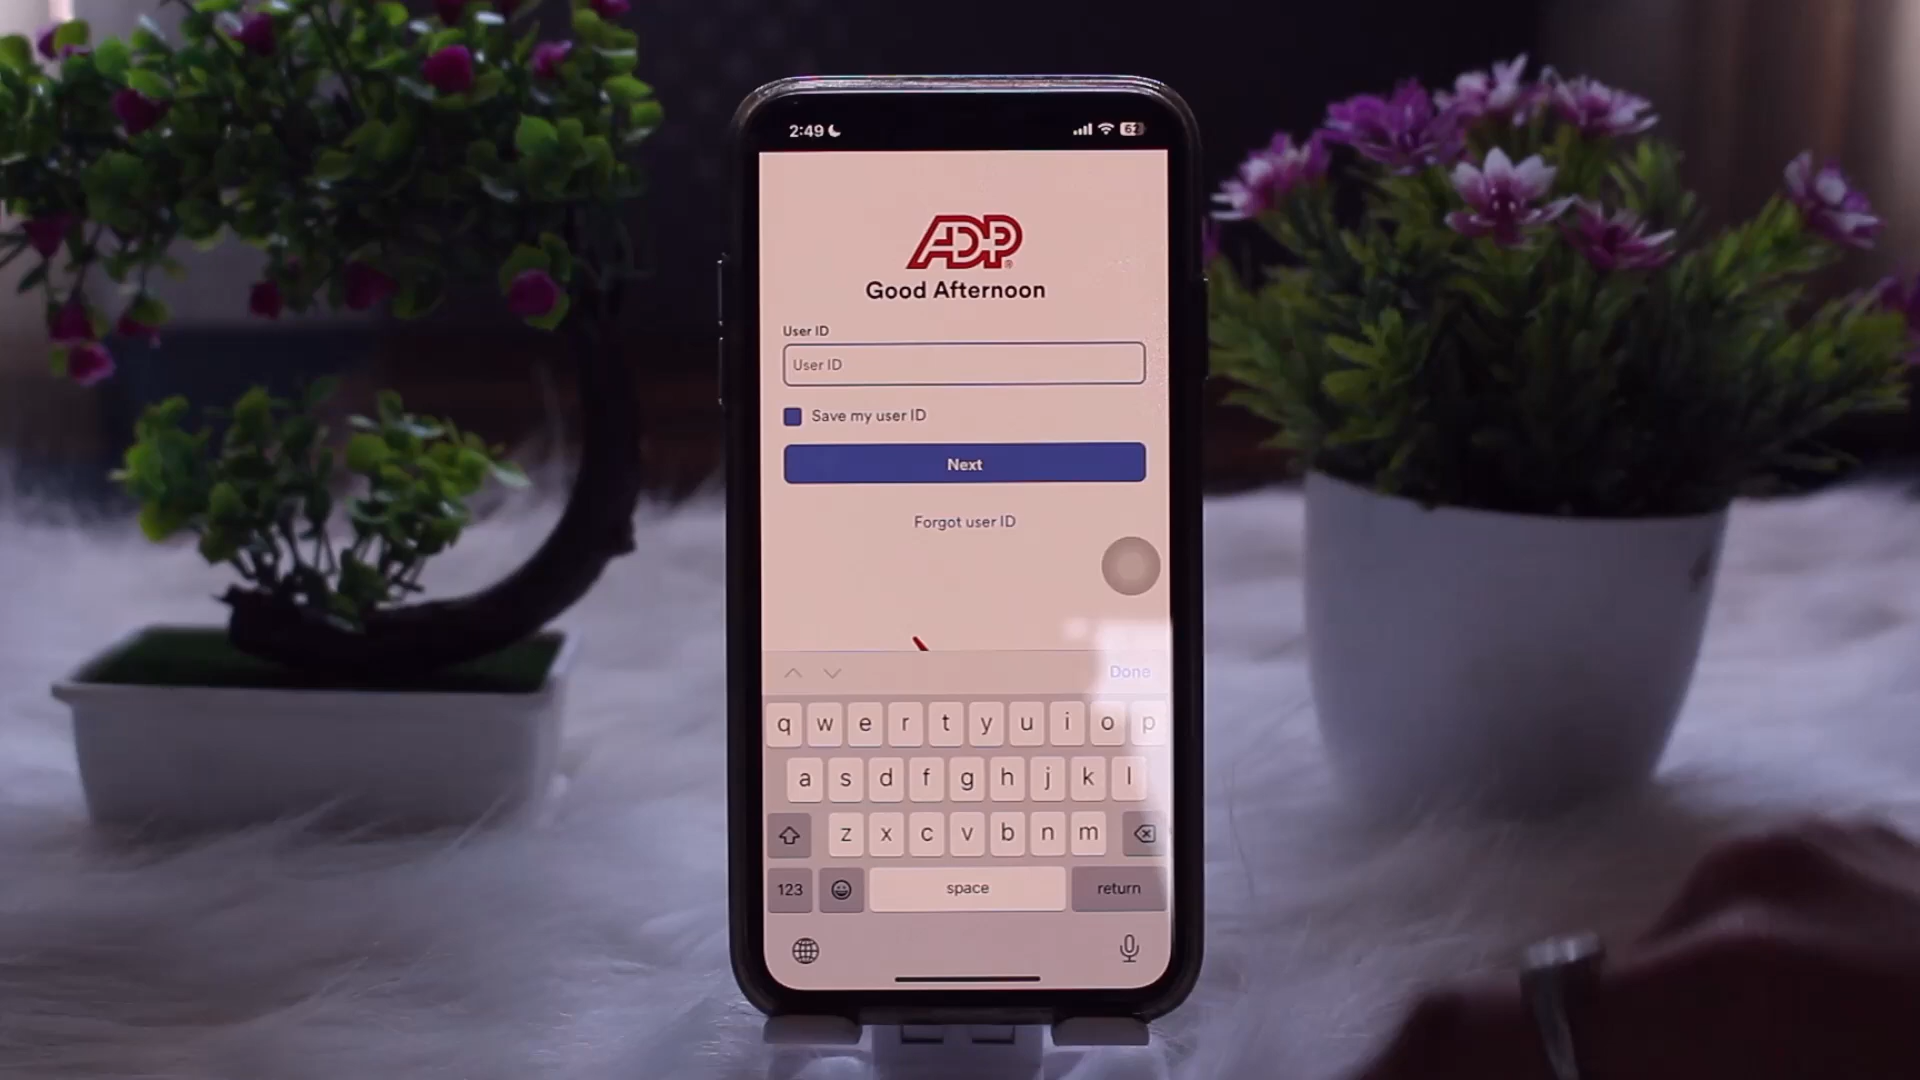 2:49
62
ADP
Good Afternoon
User ID
User ID
Save my user ID
Next
Forgot user ID
Done
q w e r t y u i o p
a s d f g h j k l
z x c v b n m
123 space return